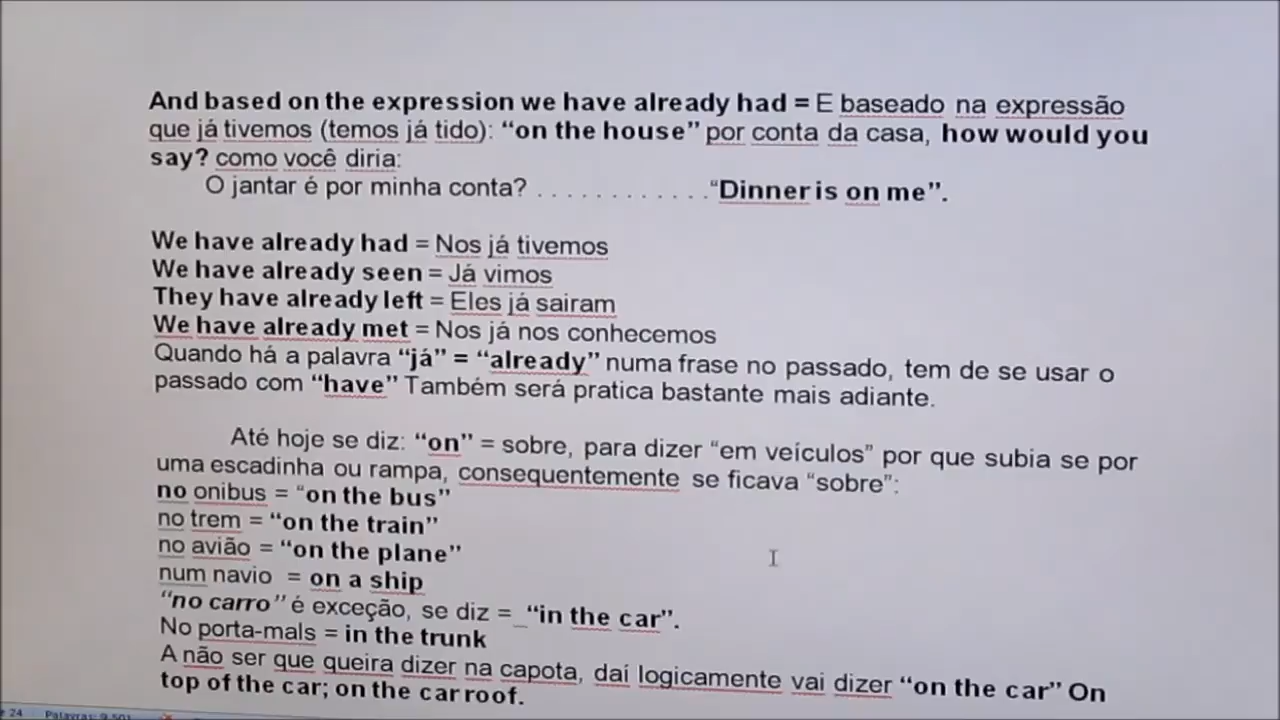 And based on the expression we have already had = E baseado na expressão
que já tivemos (temos já tido): “on the house” por conta da casa, how would you
say? como você diria:
O jantar é por minha conta? . . . . . . . . . . . . “Dinner is on me”.
We have already had = Nos já tivemos
We have already seen = Já vimos
They have already left = Eles já sairam
We have already met = Nos já nos conhecemos
Quando há a palavra “já” = “already” numa frase no passado, tem de se usar o
passado com “have” Também será pratica bastante mais adiante.
Até hoje se diz: “on” = sobre, para dizer “em veículos” por que subia se por
uma escadinha ou rampa, consequentemente se ficava “sobre”:
no onibus = “on the bus”
no trem = “on the train”
no avião = “on the plane”
num navio = on a ship
“no carro” é exceção, se diz =_“in the car”.
No porta-mals = in the trunk
A não ser que queira dizer na capota, daí logicamente vai dizer “on the car” On
top of the car; on the car roof.
24 Palavras: 9.501